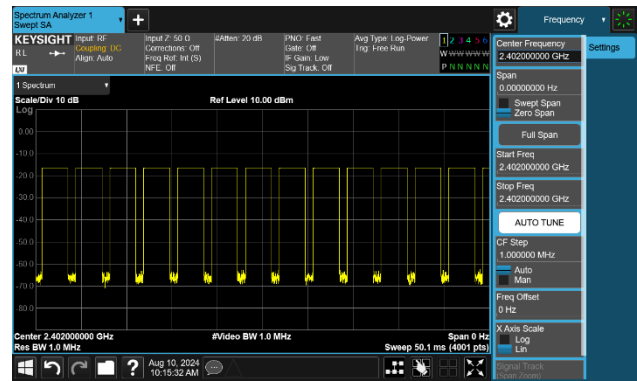 Spectrum Analyzer 1
Swept SA
Frequency
KEYSIGHT
RL
Input: RF
Coupling: DC
Align: Auto
Input Z: 50 Ω
Corrections: Off
Freq Ref: Int (S)
NFE: Off
#Atten: 20 dB
PNO: Fast
Gate: Off
IF Gain: Low
Sig Track: Off
Avg Type: Log-Power
Trig: Free Run
1 2 3 4 5 6
W W W W W W
P N N N N N
LXI
1 Spectrum
Scale/Div 10 dB
Ref Level 10.00 dBm
Log
0.00
-10.0
-20.0
-30.0
-40.0
-50.0
-60.0
-70.0
-80.0
Center 2.402000000 GHz
#Video BW 1.0 MHz
Span 0 Hz
Res BW 1.0 MHz
Sweep 50.1 ms (4001 pts)
Aug 10, 2024
10:15:32 AM
Center Frequency
2.402000000 GHz
Settings
Span
0.00000000 Hz
Swept Span
Zero Span
Full Span
Start Freq
2.402000000 GHz
Stop Freq
2.402000000 GHz
AUTO TUNE
CF Step
1.000000 MHz
Auto
Man
Freq Offset
0 Hz
X Axis Scale
Log
Lin
Signal Track
(Span Zoom)